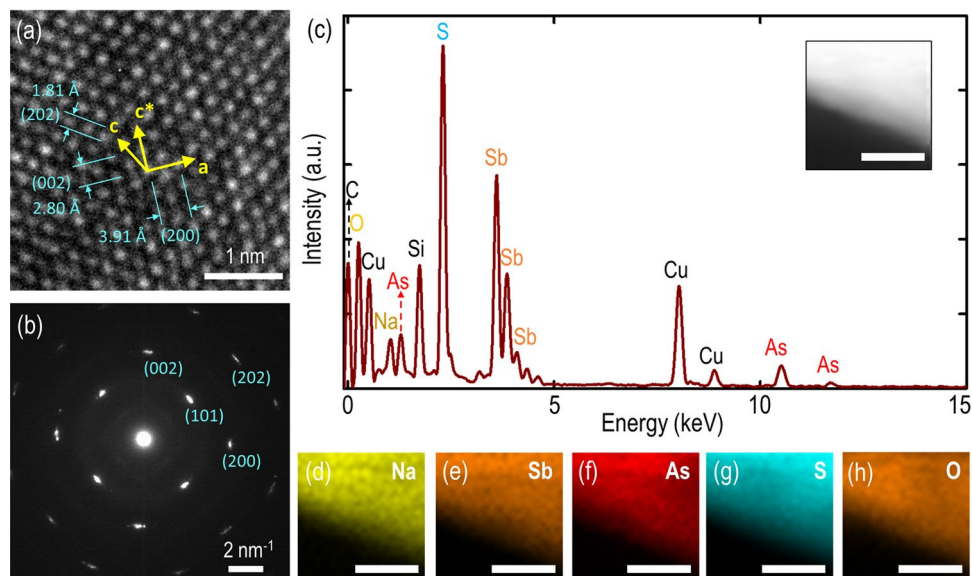 (a)
1.81 Å
(202)
c
c*
a
(002)
2.80 Å
3.91 Å
(200)
1 nm
(b)
(002)
(202)
(101)
(200)
2 nm-1
(c)
Intensity (a.u.)
C
O
Cu
Na
As
Si
S
Sb
Sb
Sb
Cu
Cu
As
As
0
5
10
15
Energy (keV)
(d)
Na
(e)
Sb
(f)
As
(g)
S
(h)
O